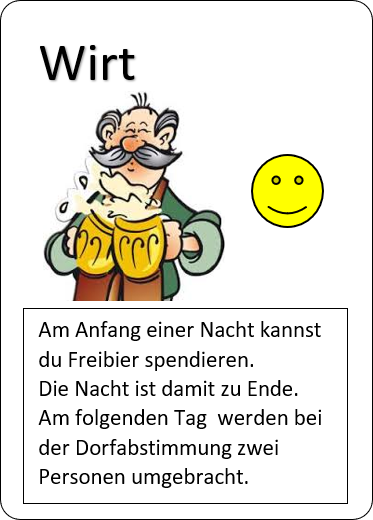 Wirt
Am Anfang einer Nacht kannst
du Freibier spendieren.
Die Nacht ist damit zu Ende.
Am folgenden Tag  werden bei
der Dorfabstimmung zwei
Personen umgebracht.